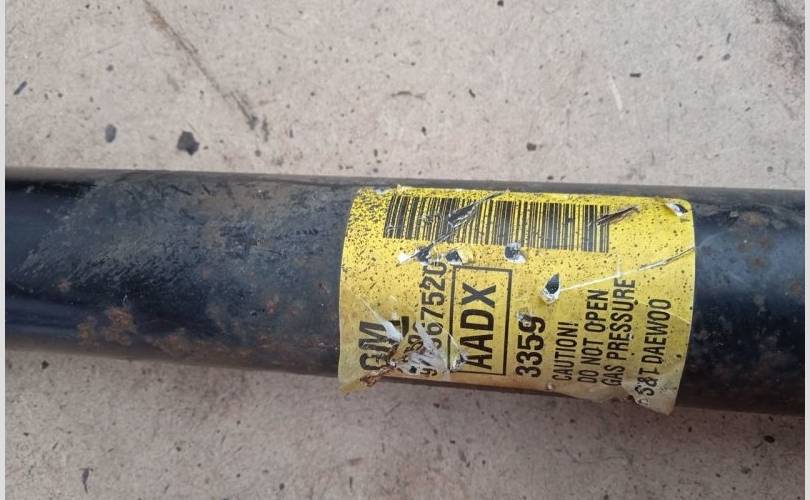 GM
AADX
3359
CAUTION!
DO NOT OPEN
GAS PRESSURE
S&T DAEWOO